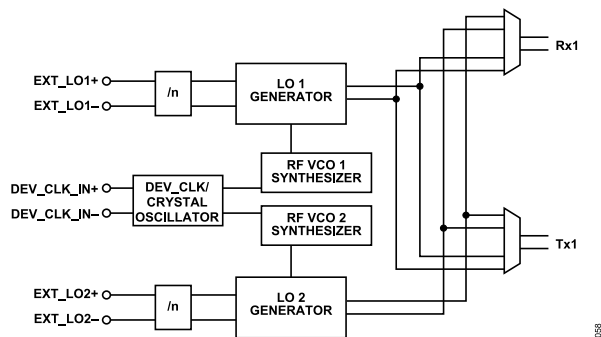 EXT_LO1+
EXT_LO1–
/n
LO 1
GENERATOR
Rx1
RF VCO 1
SYNTHESIZER
DEV_CLK_IN+
DEV_CLK_IN–
DEV_CLK/
CRYSTAL
OSCILLATOR
RF VCO 2
SYNTHESIZER
Tx1
EXT_LO2+
EXT_LO2–
/n
LO 2
GENERATOR
058